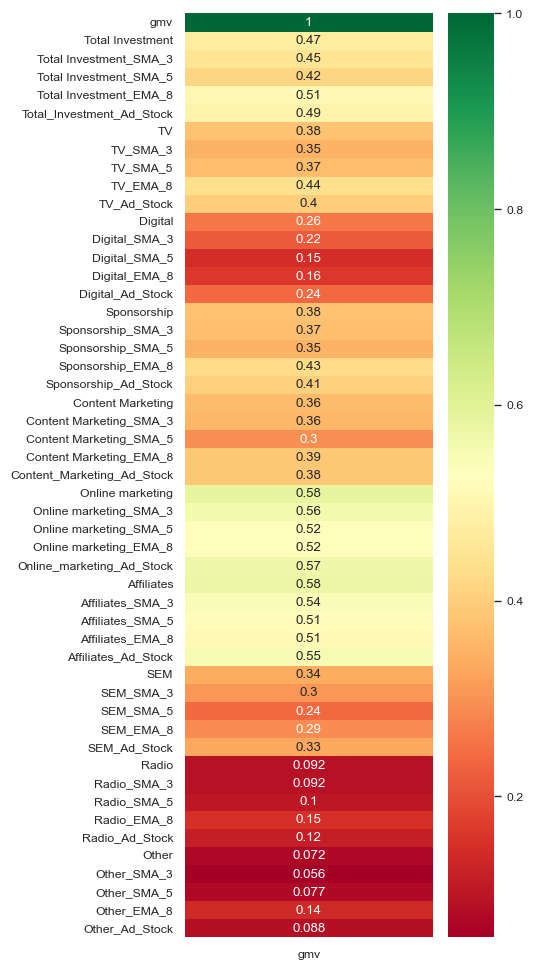 gmv 1
Total Investment 0.47
Total Investment_SMA_3 0.45
Total Investment_SMA_5 0.42
Total Investment_EMA_8 0.51
Total_Investment_Ad_Stock 0.49
TV 0.38
TV_SMA_3 0.35
TV_SMA_5 0.37
TV_EMA_8 0.44
TV_Ad_Stock 0.4
Digital 0.26
Digital_SMA_3 0.22
Digital_SMA_5 0.15
Digital_EMA_8 0.16
Digital_Ad_Stock 0.24
Sponsorship 0.38
Sponsorship_SMA_3 0.37
Sponsorship_SMA_5 0.35
Sponsorship_EMA_8 0.43
Sponsorship_Ad_Stock 0.41
Content Marketing 0.36
Content Marketing_SMA_3 0.36
Content Marketing_SMA_5 0.3
Content Marketing_EMA_8 0.39
Content_Marketing_Ad_Stock 0.38
Online marketing 0.58
Online marketing_SMA_3 0.56
Online marketing_SMA_5 0.52
Online marketing_EMA_8 0.52
Online_marketing_Ad_Stock 0.57
Affiliates 0.58
Affiliates_SMA_3 0.54
Affiliates_SMA_5 0.51
Affiliates_EMA_8 0.51
Affiliates_Ad_Stock 0.55
SEM 0.34
SEM_SMA_3 0.3
SEM_SMA_5 0.24
SEM_EMA_8 0.29
SEM_Ad_Stock 0.33
Radio 0.092
Radio_SMA_3 0.092
Radio_SMA_5 0.1
Radio_EMA_8 0.15
Radio_Ad_Stock 0.12
Other 0.072
Other_SMA_3 0.056
Other_SMA_5 0.077
Other_EMA_8 0.14
Other_Ad_Stock 0.088
gmv
1.0
0.8
0.6
0.4
0.2